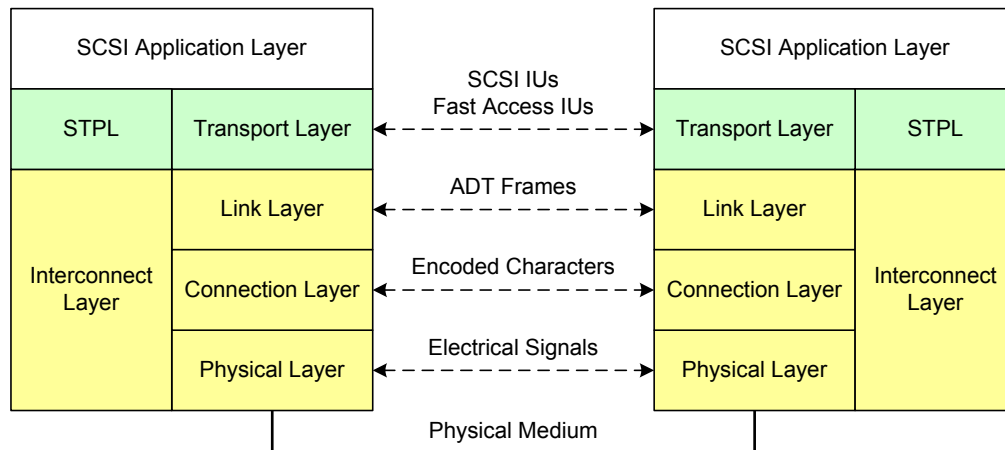 SCSI Application Layer
SCSI Application Layer
SCSI IUs
Fast Access IUs
STPL
Transport Layer
Transport Layer
STPL
ADT Frames
Link Layer
Link Layer
Interconnect
Layer
Encoded Characters
Connection Layer
Connection Layer
Interconnect
Layer
Electrical Signals
Physical Layer
Physical Layer
Physical Medium